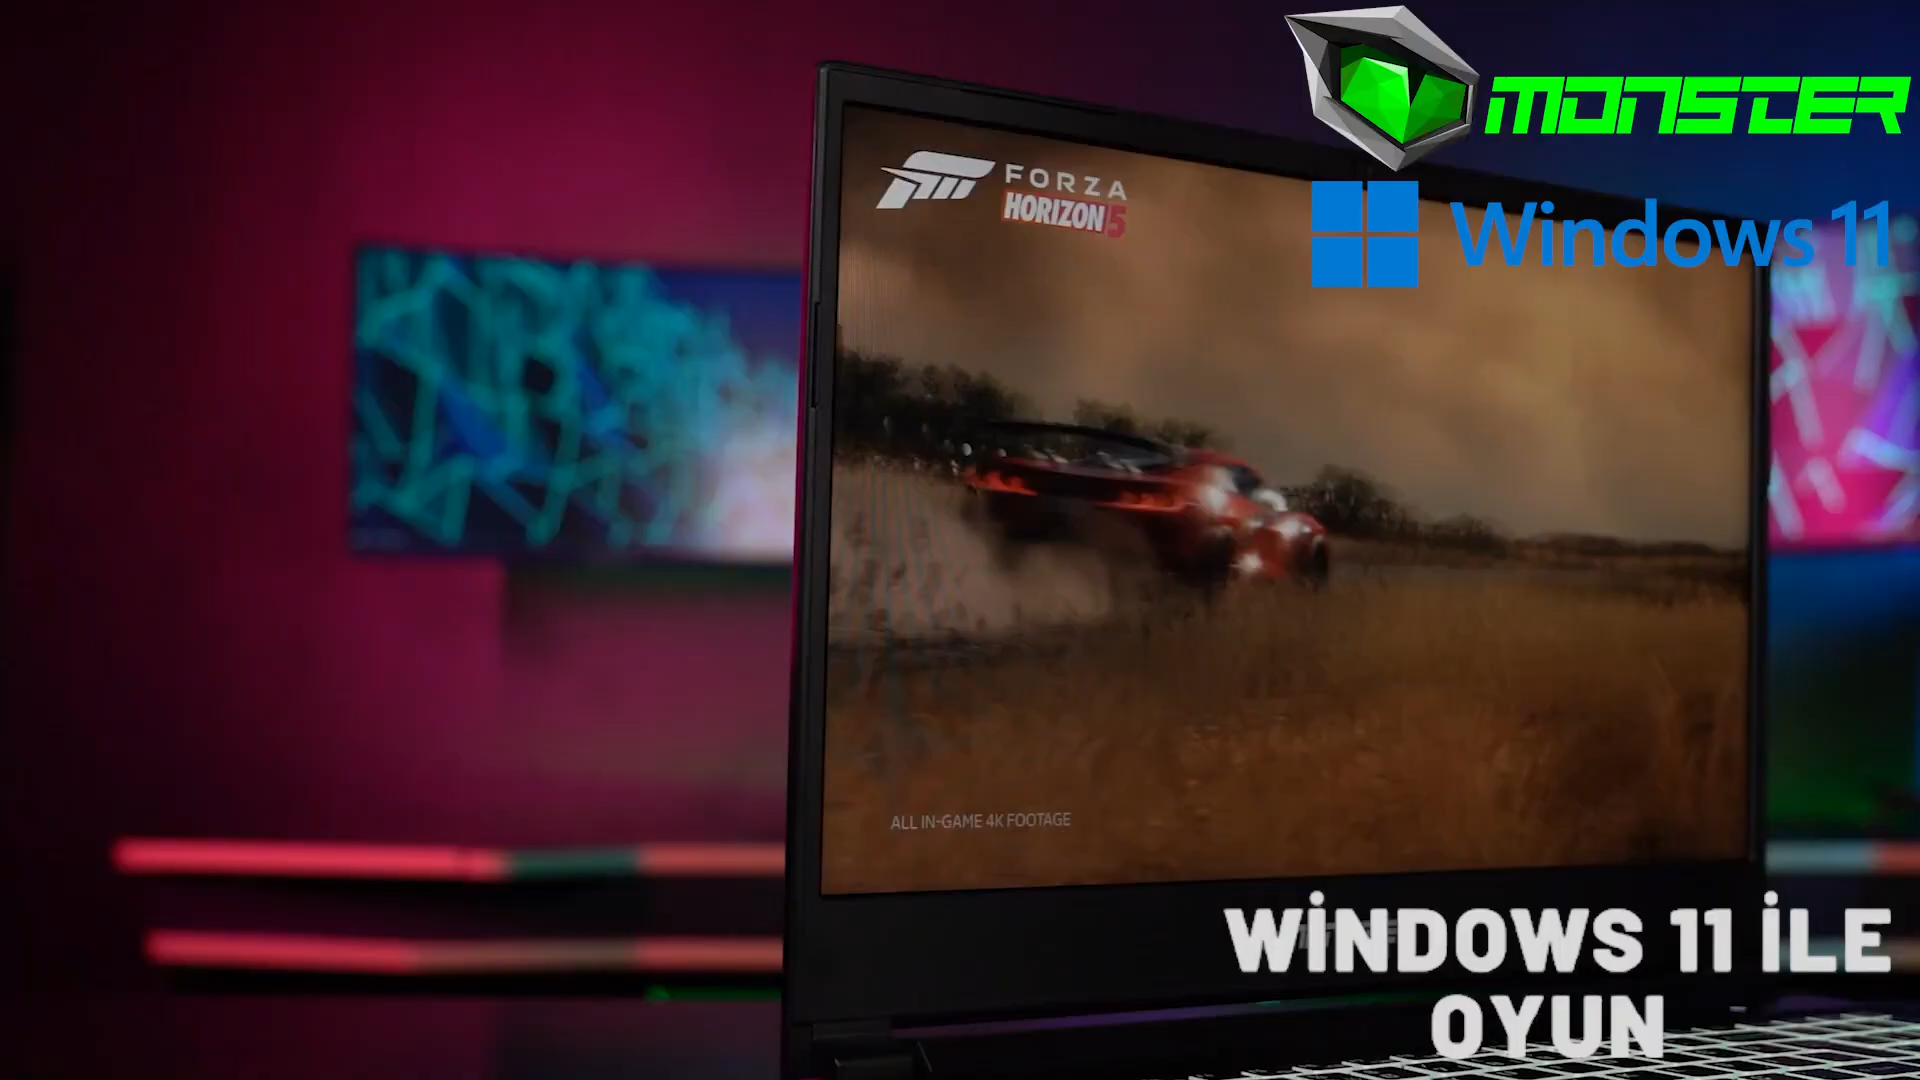 MONSTER
Windows 11
FORZA
HORIZON 5
ALL IN-GAME 4K FOOTAGE
WİNDOWS 11 İLE
OYUN